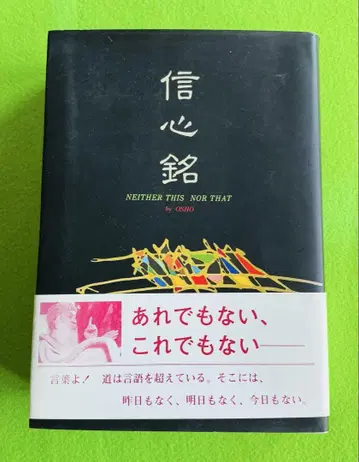 信心銘
NEITHER THIS NOR THAT
by OSHO
あれでもない、
これでもない――
言葉よ! 道は言語を超えている。そこには、
昨日もなく、明日もなく、今日もない。